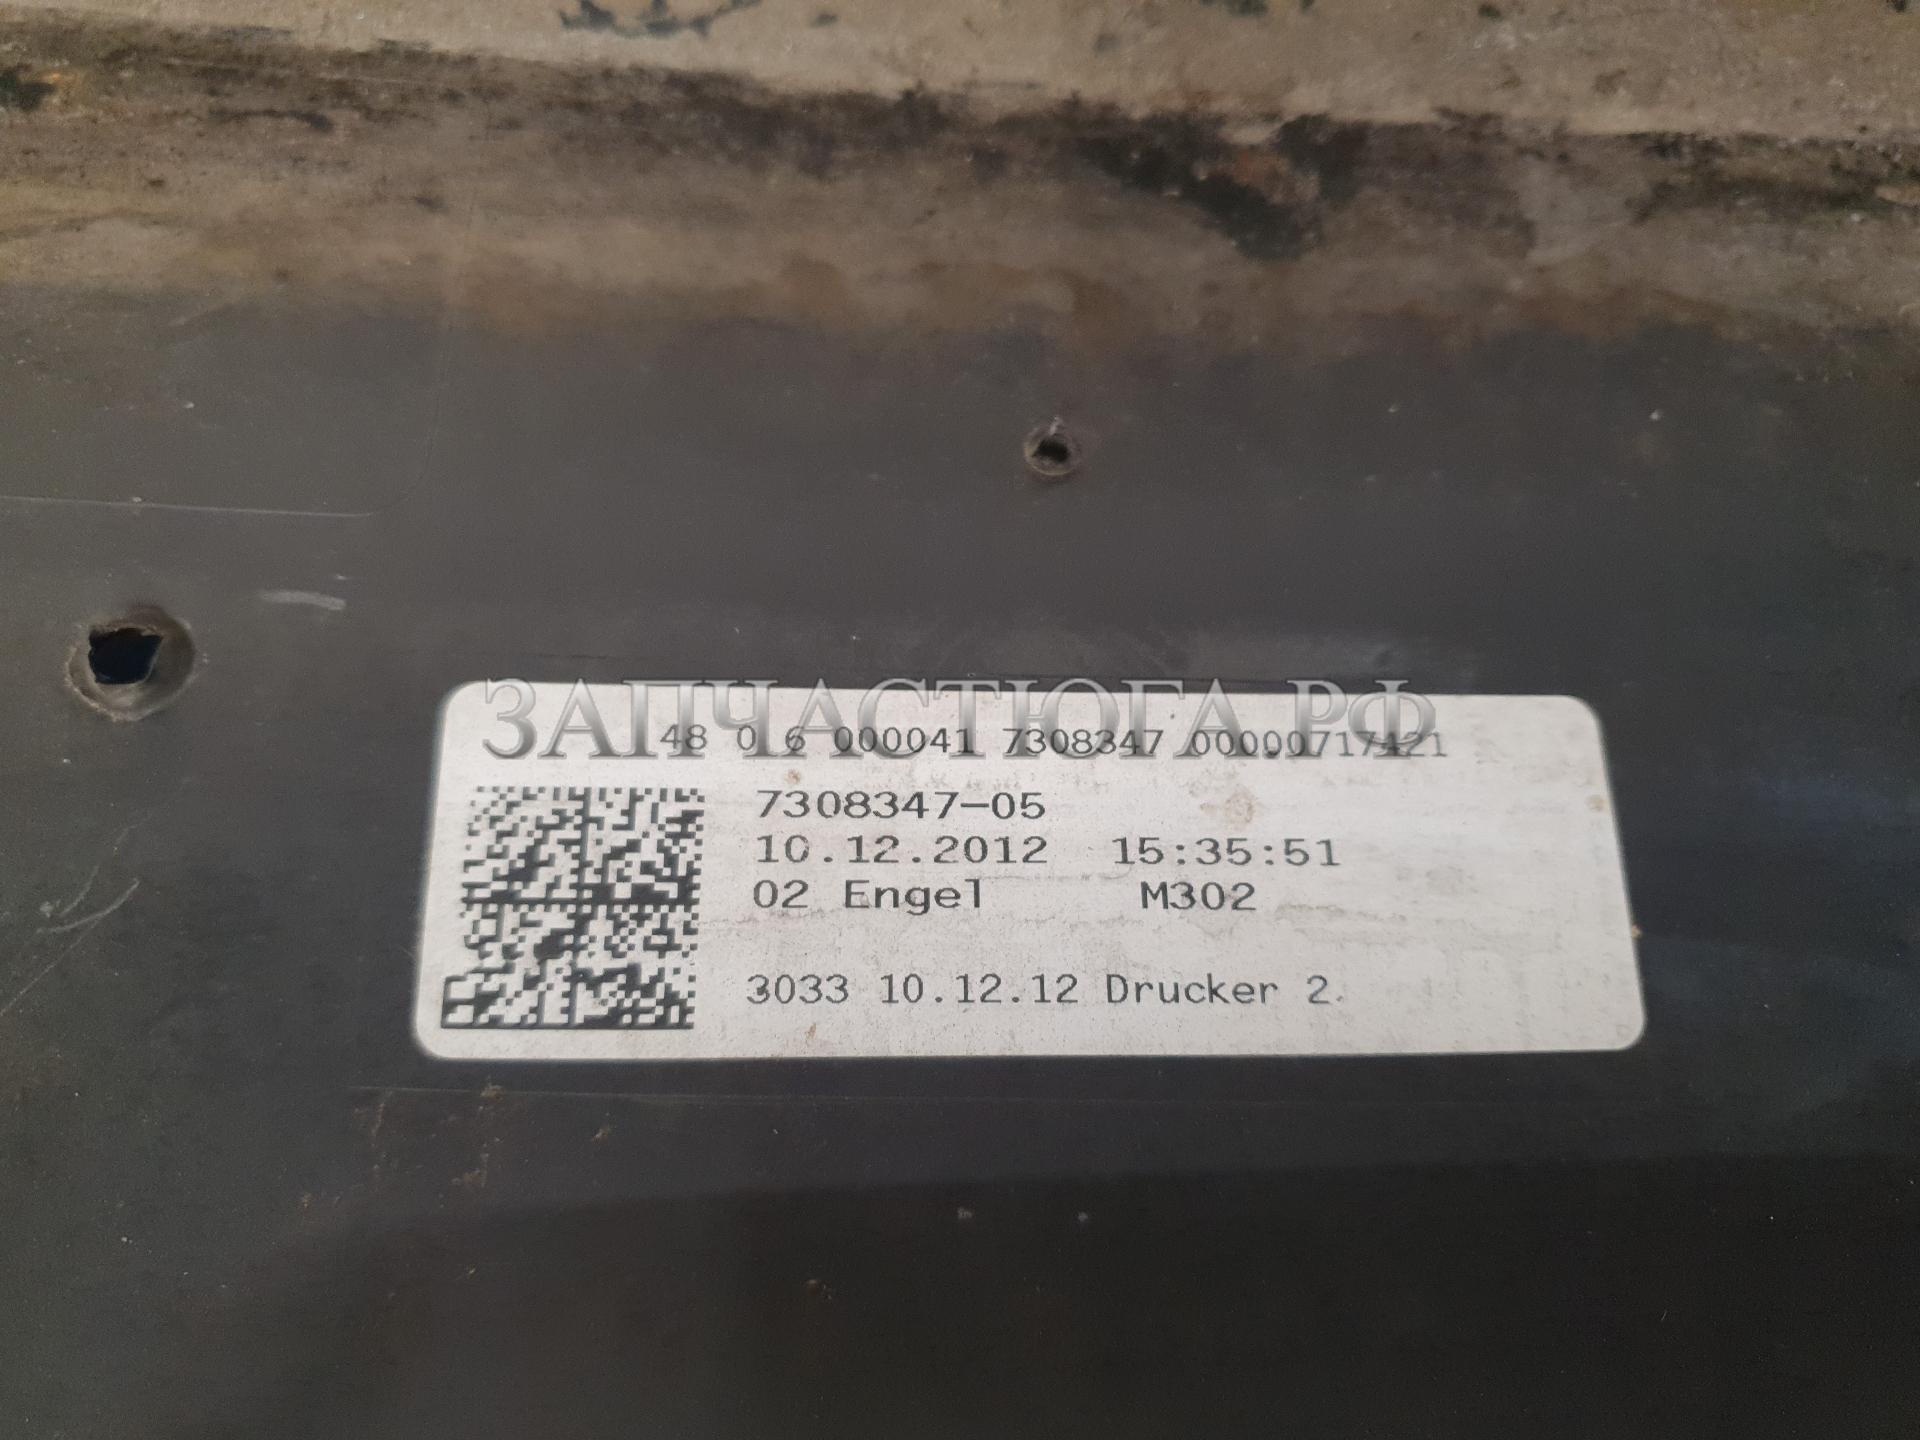 ЗАПЧАСТЮГА.РФ
48 0 6 000041 7308347 00000717421
7308347-05
10.12.2012 15:35:51
02 Engel M302
3033 10.12.12 Drucker 2